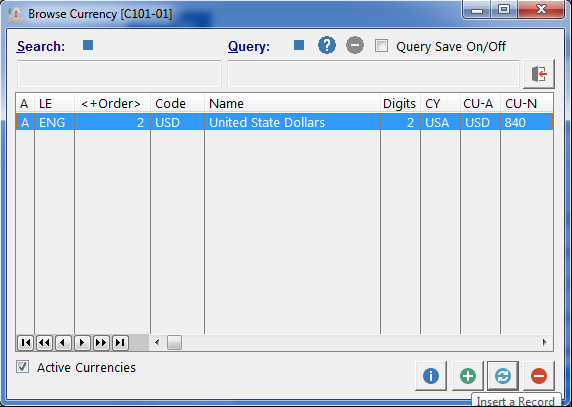 Browse Currency [C101-01]
Search: Query: Query Save On/Off
A LE <+Order> Code Name Digits CY CU-A CU-N
A ENG 2 USD United State Dollars 2 USA USD 840
Active Currencies
Insert a Record